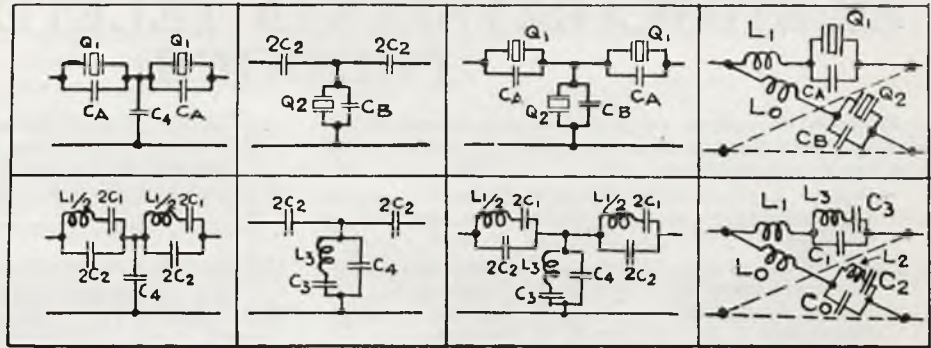 Q1 Q1
CA C4 CA
2C2 2C2
Q2 CB
Q1 Q1
CA CA
Q2 CB
L1 Q1
CA
L0 Q2
CB
L1/2 2C1 L1/2 2C1
2C2 2C2
C4
2C2 2C2
L3 C4
C3
L1/2 2C1 L1/2 2C1
2C2 L3 C4 2C2
C3
L1 L3 C3
C1
L0 L2
C2
C0